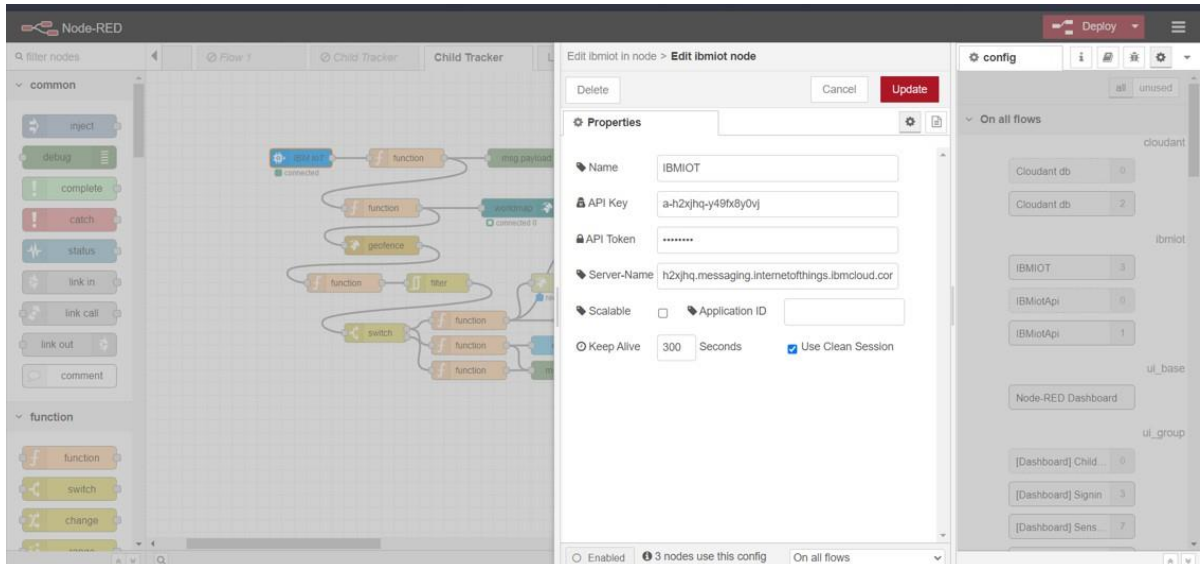 Node-RED
Deploy
filter nodes
Flow 1
Child Tracker
Child Tracker
L
common
inject
debug
complete
catch
status
link in
link call
link out
comment
function
function
switch
change
IBM IoT
connected
function
msg.payload
function
worldmap
connected 0
geofence
function
filter
switch
function
function
function
Edit ibmiot in node > Edit ibmiot node
Delete
Cancel
Update
Properties
Name
IBMIOT
API Key
a-h2xjhq-y49fx8y0vj
API Token
••••••••
Server-Name
h2xjhq.messaging.internetofthings.ibmcloud.cor
Scalable
Application ID
Keep Alive
300
Seconds
Use Clean Session
Enabled
3 nodes use this config
On all flows
config
all
unused
On all flows
cloudant
Cloudant db 0
Cloudant db 2
ibmiot
IBMIOT 3
IBMiotApi 0
IBMiotApi 1
ui_base
Node-RED Dashboard
ui_group
[Dashboard] Child... 0
[Dashboard] Signin 3
[Dashboard] Sens... 7